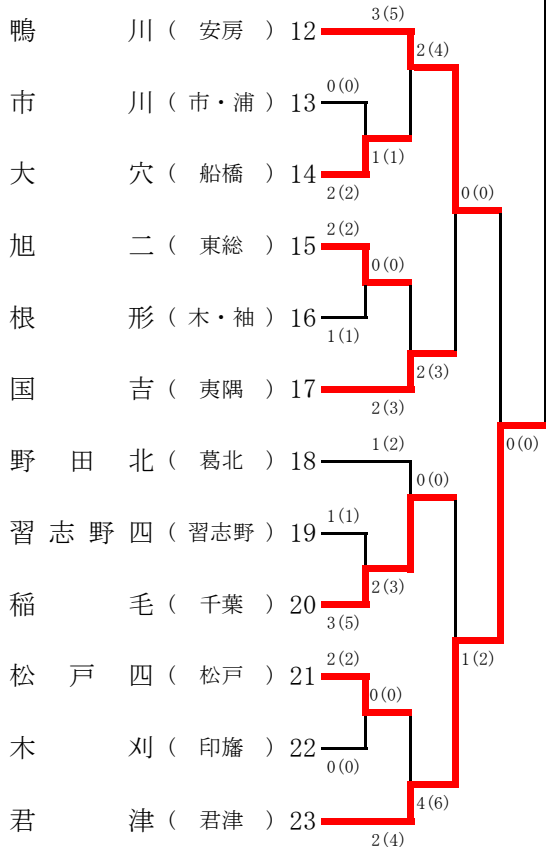 3(5)
鴨川(安房)12
2(4)
0(0)
市川(市・浦)13
1(1)
大穴(船橋)14
2(2)
0(0)
2(2)
旭二(東総)15
0(0)
根形(木・袖)16
1(1)
2(3)
国吉(夷隅)17
2(3)
1(2)
0(0)
野田北(葛北)18
0(0)
1(1)
習志野四(習志野)19
2(3)
稲毛(千葉)20
3(5)
2(2)
1(2)
松戸四(松戸)21
0(0)
木刈(印旛)22
0(0)
4(6)
君津(君津)23
2(4)